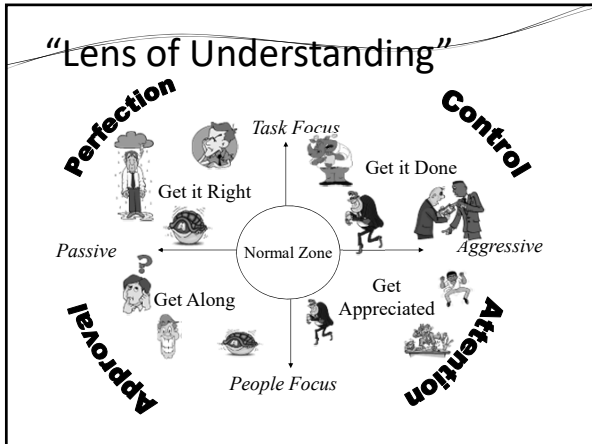 “Lens of Understanding”
Perfection
Control
Task Focus
Get it Right
Get it Done
Passive
Normal Zone
Aggressive
?
Get Along
Get
Appreciated
Approval
Attention
People Focus